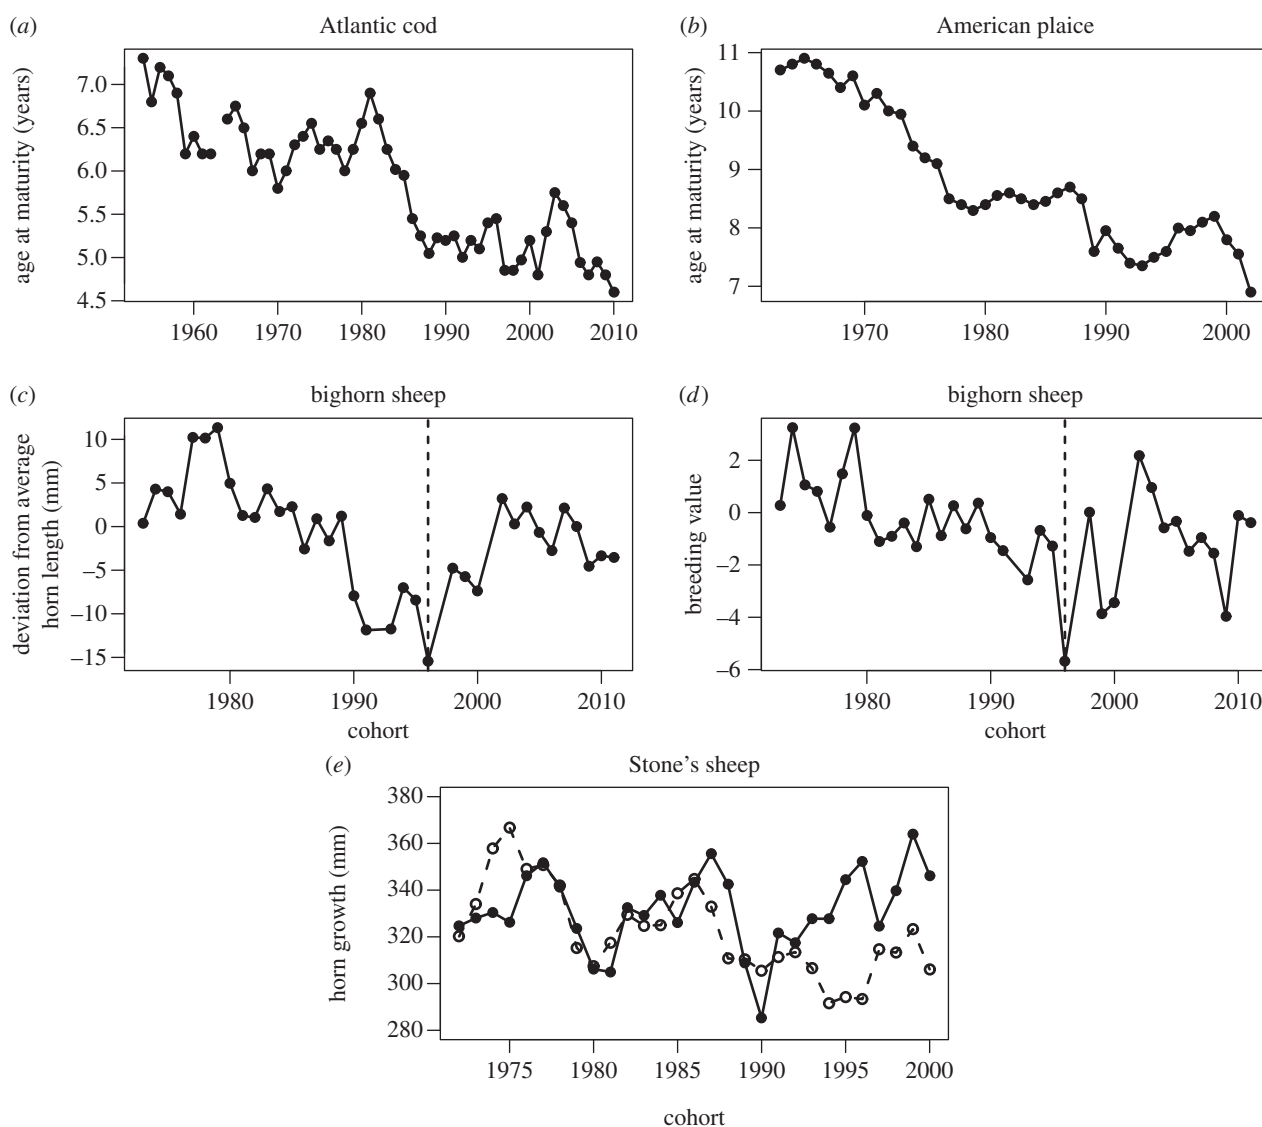 (a) Atlantic cod
age at maturity (years)
7.0
6.5
6.0
5.5
5.0
4.5
1960 1970 1980 1990 2000 2010
(b) American plaice
age at maturity (years)
11
10
9
8
7
1970 1980 1990 2000
(c) bighorn sheep
deviation from average
horn length (mm)
10
5
0
−5
−10
−15
1980 1990 2000 2010
cohort
(d) bighorn sheep
breeding value
2
0
−2
−4
−6
1980 1990 2000 2010
cohort
(e) Stone's sheep
horn growth (mm)
380
360
340
320
300
280
1975 1980 1985 1990 1995 2000
cohort